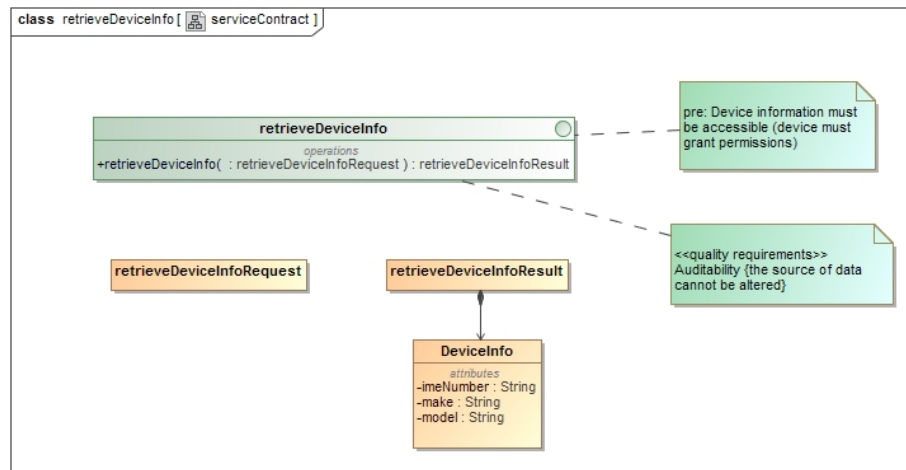 class retrieveDeviceInfo [ serviceContract ]
retrieveDeviceInfo
operations
+retrieveDeviceInfo( : retrieveDeviceInfoRequest ) : retrieveDeviceInfoResult
pre: Device information must
be accessible (device must
grant permissions)
<<quality requirements>>
Auditability {the source of data
cannot be altered}
retrieveDeviceInfoRequest
retrieveDeviceInfoResult
DeviceInfo
attributes
-imeNumber : String
-make : String
-model : String